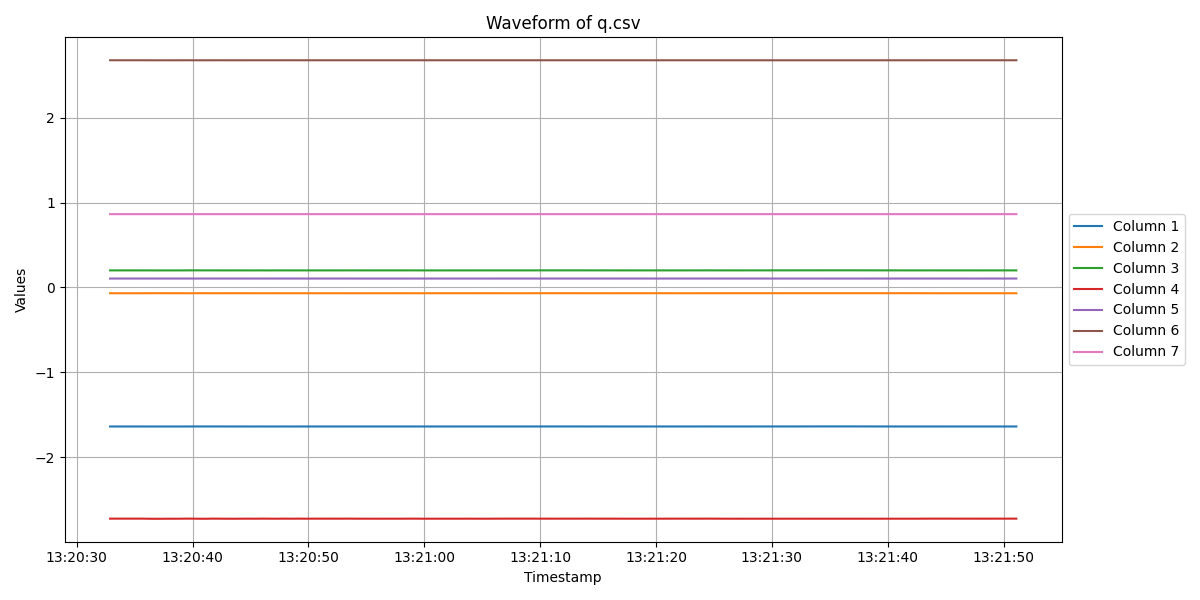 Waveform of q.csv
Values
2
1
0
−1
−2
13:20:30 13:20:40 13:20:50 13:21:00 13:21:10 13:21:20 13:21:30 13:21:40 13:21:50
Timestamp
Column 1
Column 2
Column 3
Column 4
Column 5
Column 6
Column 7